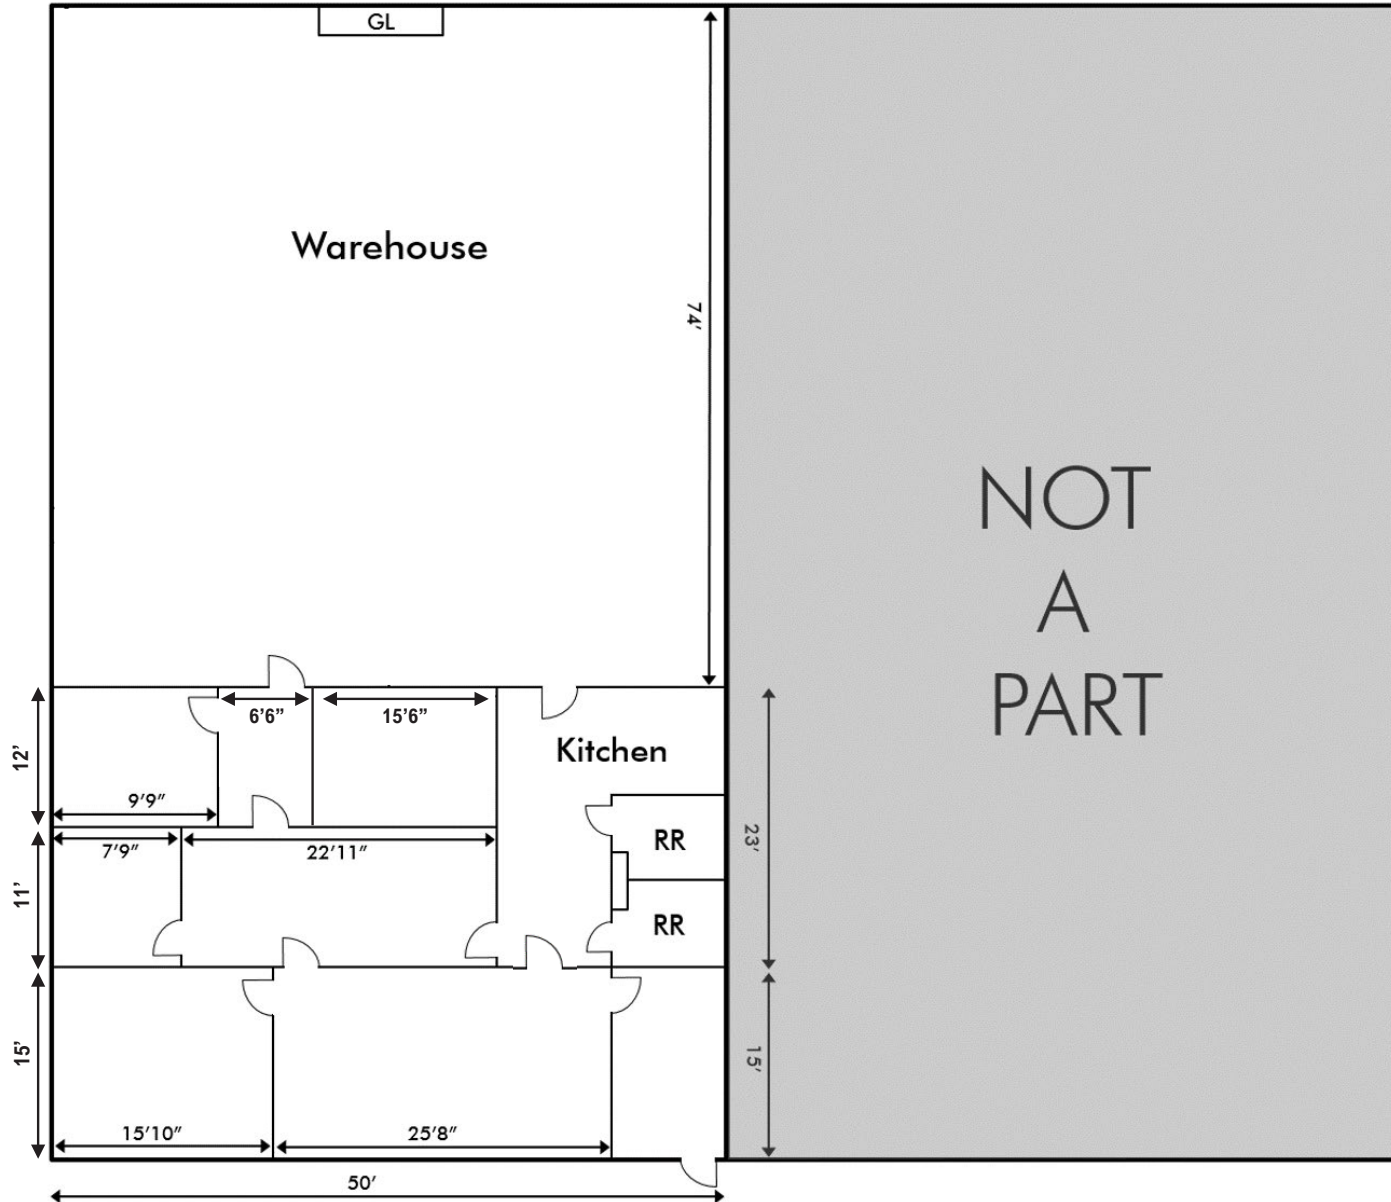 GL
Warehouse
74'
NOT
A
PART
6'6"
15'6"
Kitchen
12'
9'9"
7'9"
22'11"
RR
23'
11'
RR
15'
15'
15'10"
25'8"
50'